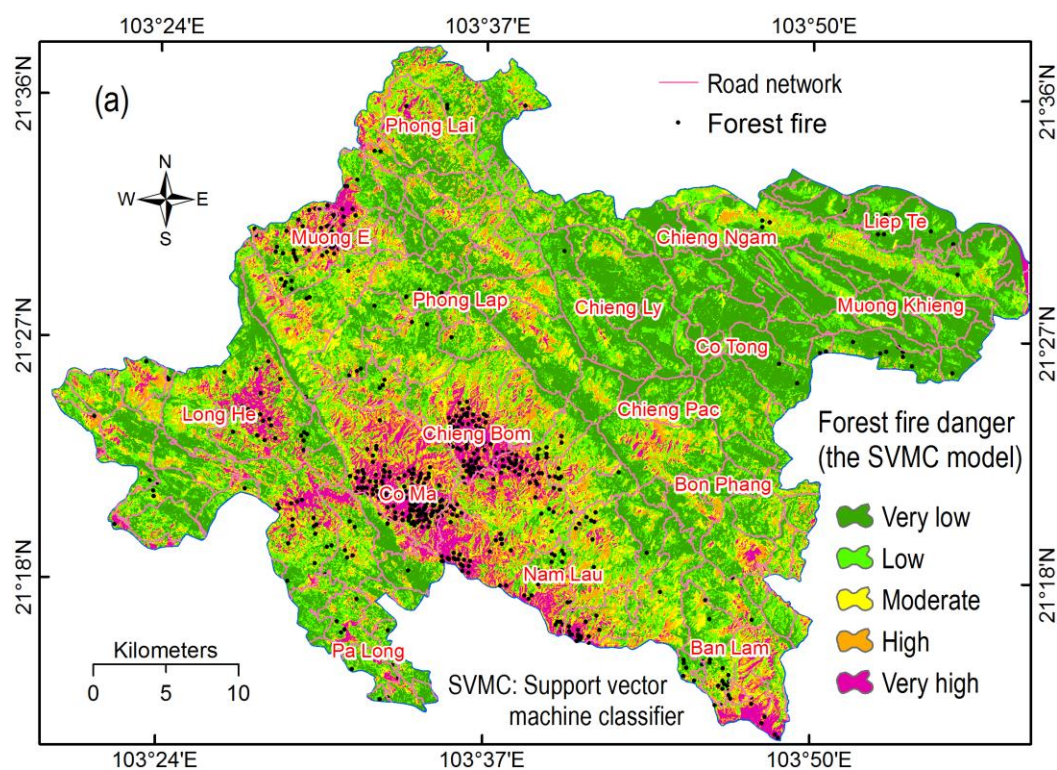 103°24'E 103°37'E 103°50'E
21°36'N
21°36'N
(a)
Road network
Forest fire
Phong Lai
N
W E
S
Muong E
Chieng Ngam
Liep Te
Phong Lap
Chieng Ly
Muong Khieng
21°27'N
21°27'N
Co Tong
Long He
Chieng Pac
Chieng Bom
Forest fire danger
(the SVMC model)
Bon Phang
Co Ma
Very low
Low
Moderate
High
Very high
21°18'N
21°18'N
Nam Lau
Kilometers
0 5 10
Pa Long
Ban Lam
SVMC: Support vector
machine classifier
103°24'E 103°37'E 103°50'E